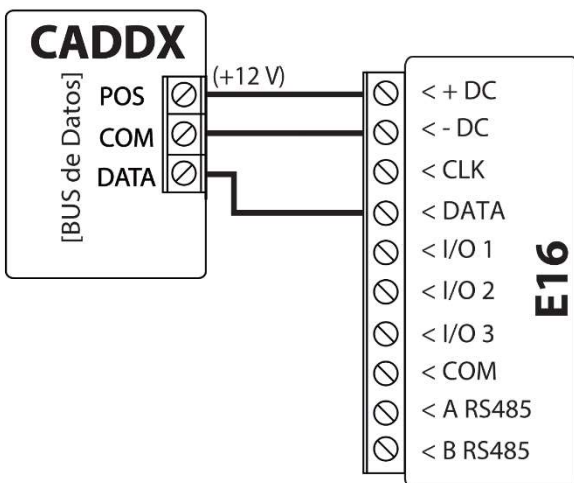 CADDX
[BUS de Datos]
POS
COM
DATA
(+12 V)
< + DC
< - DC
< CLK
< DATA
< I/O 1
< I/O 2
< I/O 3
< COM
< A RS485
< B RS485
E16